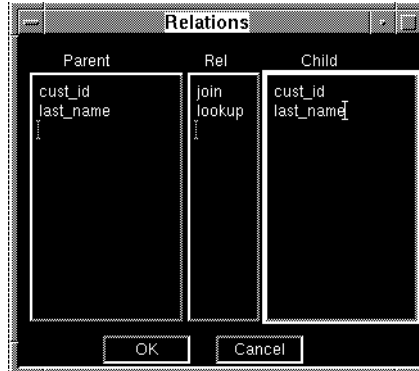 Relations
Parent Rel Child
cust_id join cust_id
last_name lookup last_name
OK Cancel